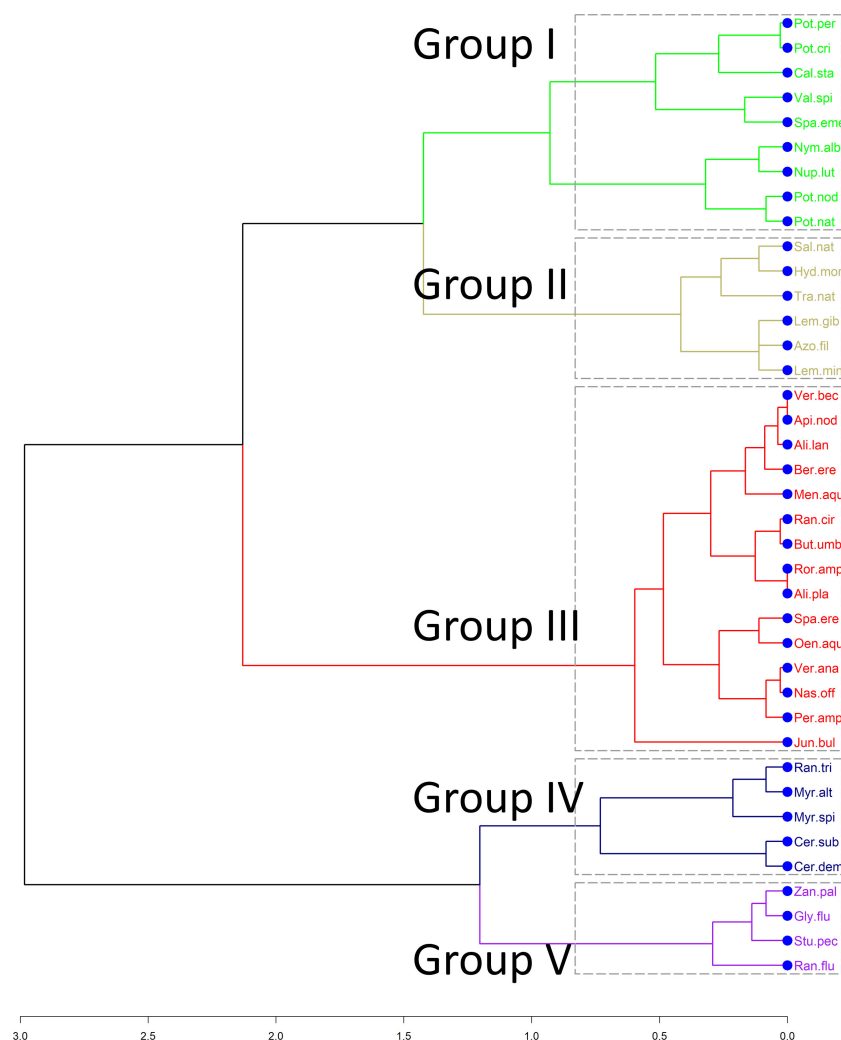 Group I
Pot.per
Pot.cri
Cal.sta
Val.spi
Spa.eme
Nym.alb
Nup.lut
Pot.nod
Pot.nat
Group II
Sal.nat
Hyd.mor
Tra.nat
Lem.gib
Azo.fil
Lem.min
Group III
Ver.bec
Api.nod
Ali.lan
Ber.ere
Men.aqu
Ran.cir
But.umb
Ror.amp
Ali.pla
Spa.ere
Oen.aqu
Ver.ana
Nas.off
Per.amp
Jun.bul
Group IV
Ran.tri
Myr.alt
Myr.spi
Cer.sub
Cer.dem
Group V
Zan.pal
Gly.flu
Stu.pec
Ran.flu
3.0 2.5 2.0 1.5 1.0 0.5 0.0